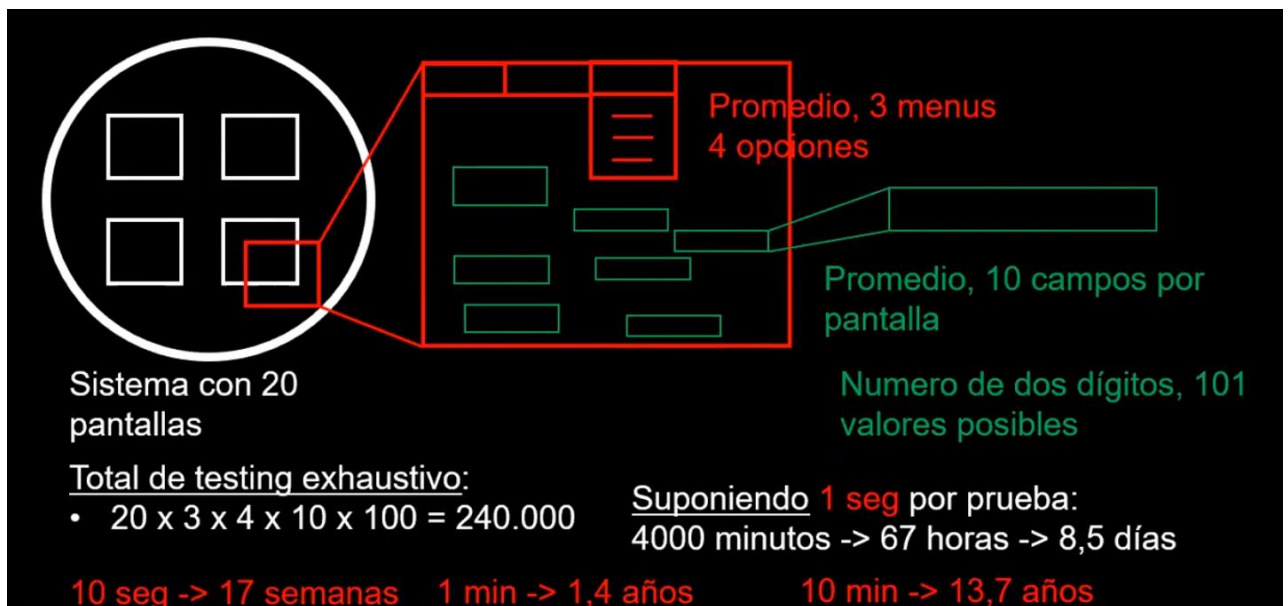 Promedio, 3 menus
4 opciones
Promedio, 10 campos por
pantalla
Sistema con 20
pantallas
Numero de dos dígitos, 101
valores posibles
Total de testing exhaustivo:
• 20 x 3 x 4 x 10 x 100 = 240.000
Suponiendo 1 seg por prueba:
4000 minutos -> 67 horas -> 8,5 días
10 seg -> 17 semanas 1 min -> 1,4 años 10 min -> 13,7 años